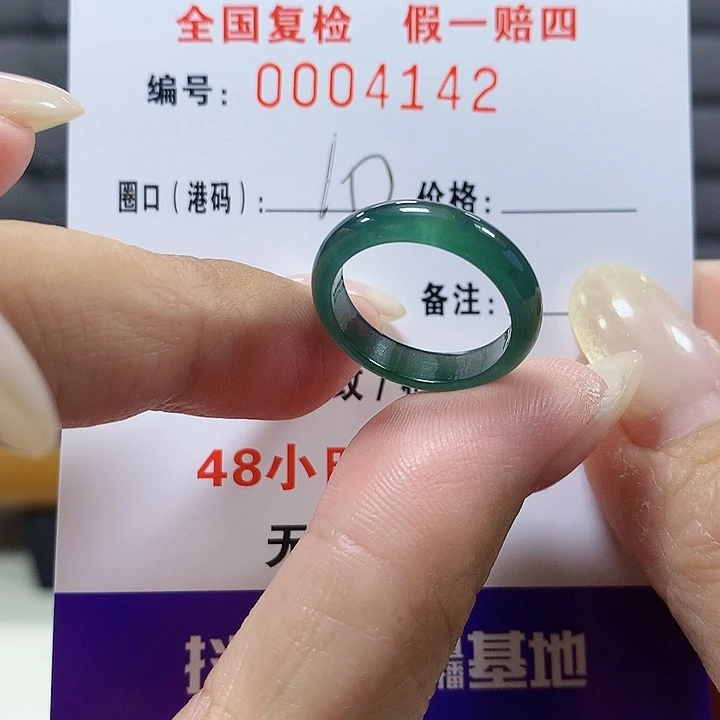 全国复检 假一赔四
编号: 0004142
圈口(港码): 10 价格:
备注:
48小
无
基地